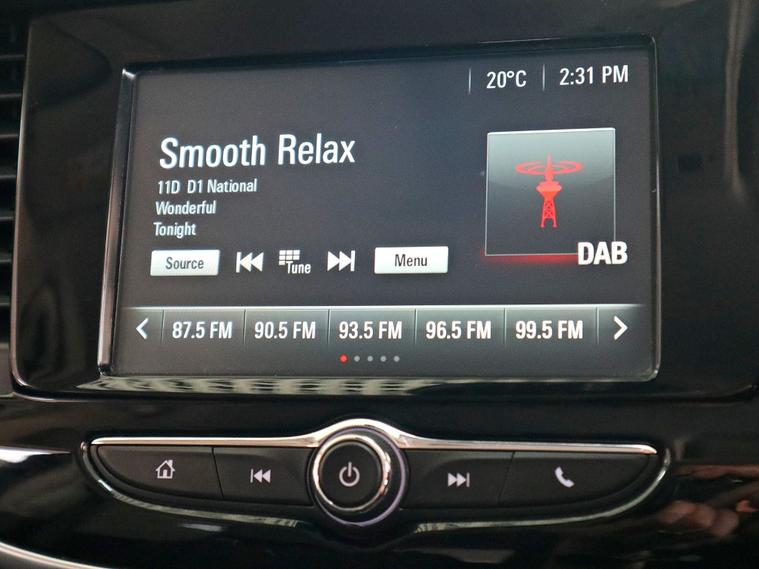 20°C 2:31 PM
Smooth Relax
11D D1 National
Wonderful
Tonight
Source Tune Menu
DAB
87.5 FM 90.5 FM 93.5 FM 96.5 FM 99.5 FM